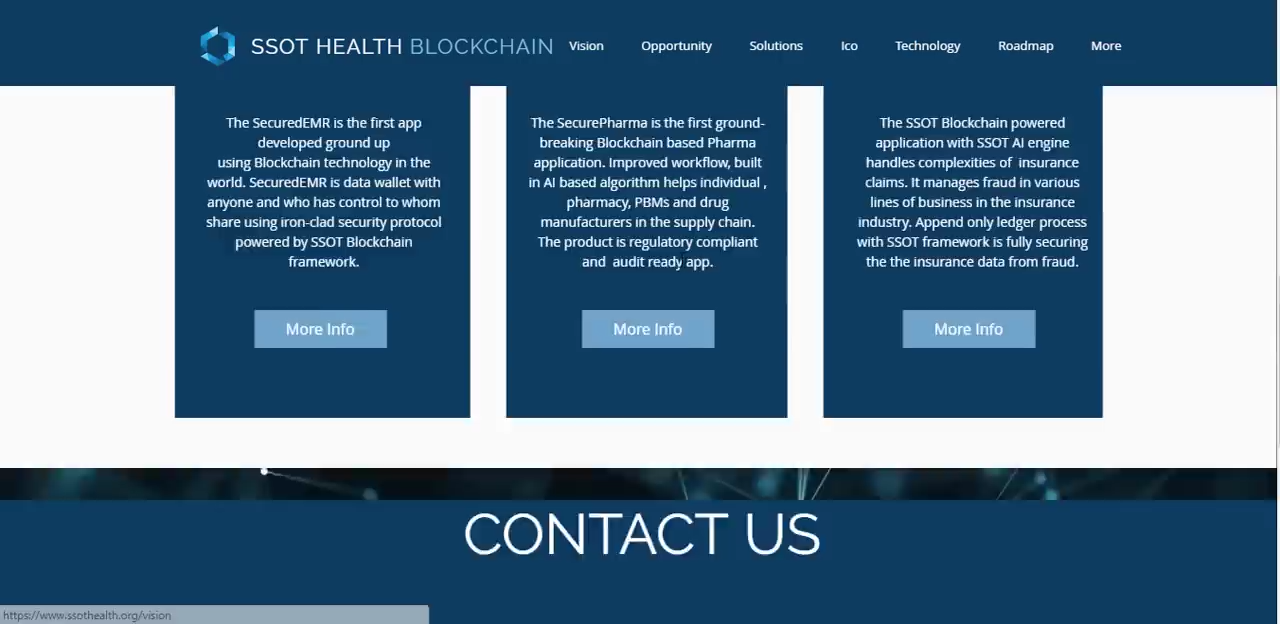 SSOT HEALTH BLOCKCHAIN
Vision
Opportunity
Solutions
Ico
Technology
Roadmap
More
The SecuredEMR is the first app
developed ground up
using Blockchain technology in the
world. SecuredEMR is data wallet with
anyone and who has control to whom
share using iron-clad security protocol
powered by SSOT Blockchain
framework.
More Info
The SecurePharma is the first ground-
breaking Blockchain based Pharma
application. Improved workflow, built
in AI based algorithm helps individual ,
pharmacy, PBMs and drug
manufacturers in the supply chain.
The product is regulatory compliant
and audit ready app.
More Info
The SSOT Blockchain powered
application with SSOT AI engine
handles complexities of insurance
claims. It manages fraud in various
lines of business in the insurance
industry. Append only ledger process
with SSOT framework is fully securing
the the insurance data from fraud.
More Info
CONTACT US
https://www.ssothealth.org/vision